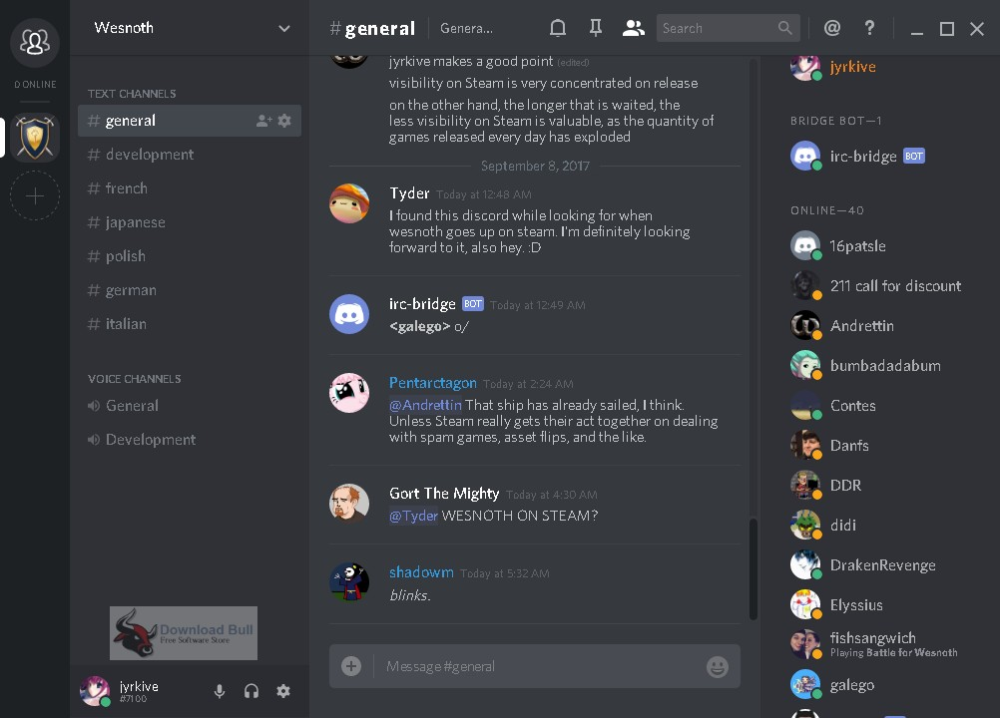 Wesnoth
0 ONLINE
TEXT CHANNELS
# general
# development
# french
# japanese
# polish
# german
# italian
VOICE CHANNELS
General
Development
Download Bull
Free Software Store
jyrkive
#7100
# general
Genera...
Search
@ ?
jyrkive makes a good point (edited)
visibility on Steam is very concentrated on release
on the other hand, the longer that is waited, the
less visibility on Steam is valuable, as the quantity of
games released every day has exploded
September 8, 2017
Tyder Today at 12:48 AM
I found this discord while looking for when
wesnoth goes up on steam. I'm definitely looking
forward to it, also hey. :D
irc-bridge BOT Today at 12:49 AM
<galego> o/
Pentarctagon Today at 2:24 AM
@Andrettin That ship has already sailed, I think.
Unless Steam really gets their act together on dealing
with spam games, asset flips, and the like.
Gort The Mighty Today at 4:30 AM
@Tyder WESNOTH ON STEAM?
shadowm Today at 5:32 AM
blinks.
Message #general
jyrkive
BRIDGE BOT—1
irc-bridge BOT
ONLINE—40
16patsle
211 call for discount
Andrettin
bumbadadabum
Contes
Danfs
DDR
didi
DrakenRevenge
Elyssius
fishsangwich
Playing Battle for Wesnoth
galego